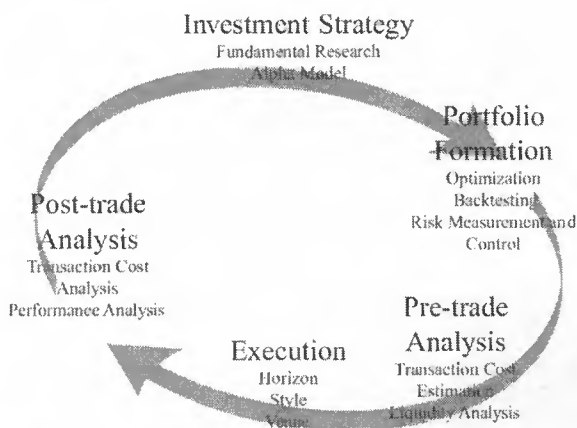 Investment Strategy
Fundamental Research
Alpha Model
Portfolio
Formation
Optimization
Backtesting
Risk Measurement and
Control
Pre-trade
Analysis
Transaction Cost
Estimation
Liquidity Analysis
Execution
Horizon
Style
Venue
Post-trade
Analysis
Transaction Cost
Analysis
Performance Analysis